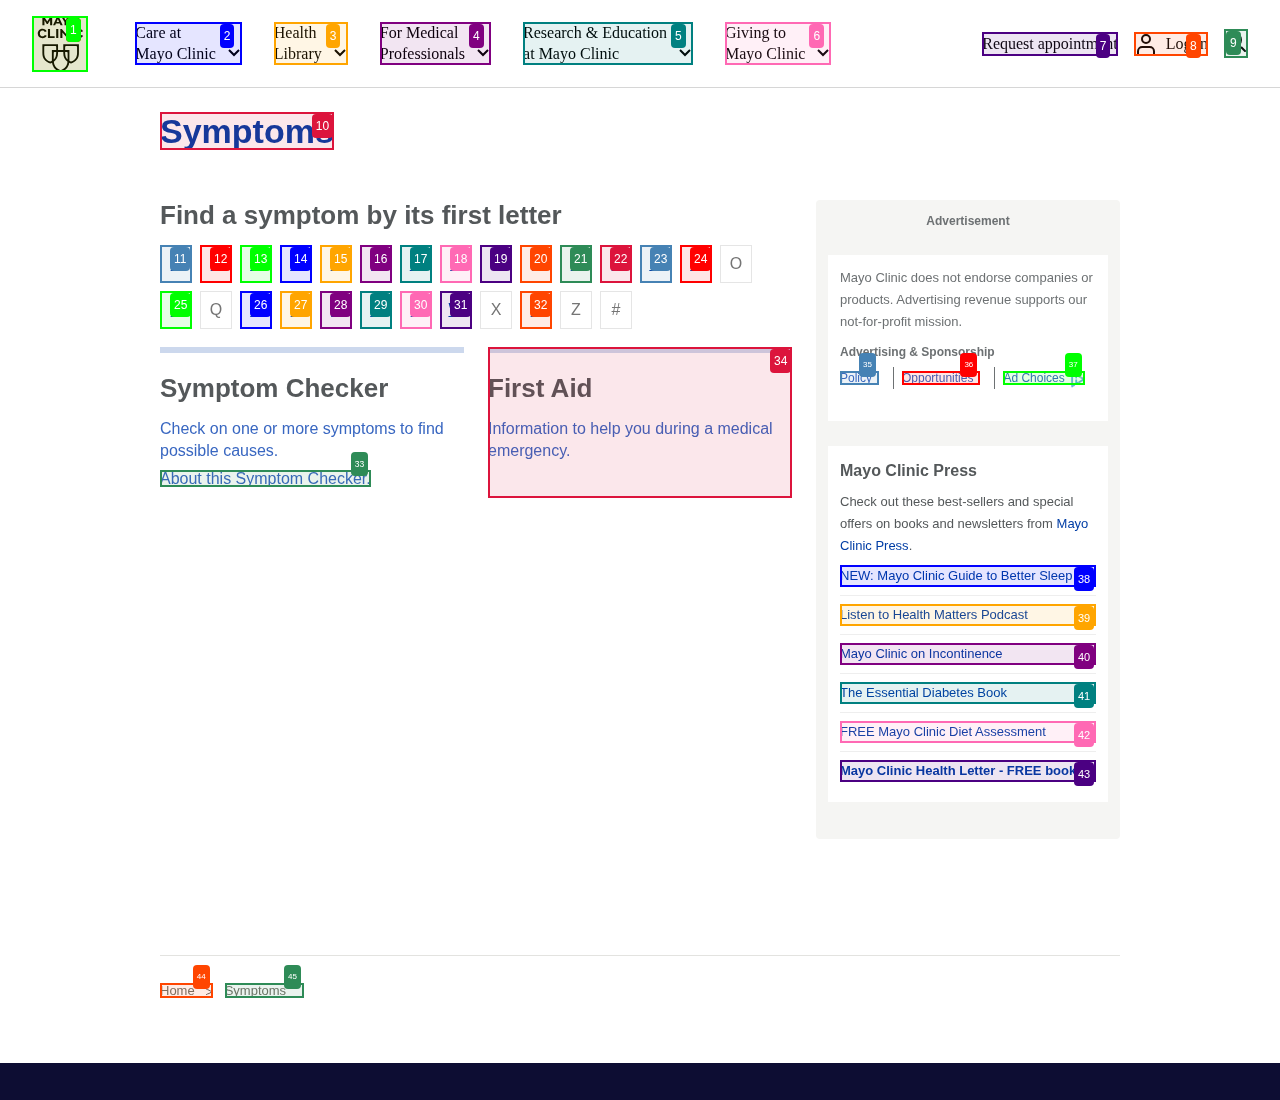 MAYO CLINIC 1
Care at Mayo Clinic 2
Health Library 3
For Medical Professionals 4
Research & Education at Mayo Clinic 5
Giving to Mayo Clinic 6
Request appointment 7
Log in 8
9
Symptoms 10
Find a symptom by its first letter
11 12 13 14 15 16 17 18 19 20 21 22 23 24 O
25 Q 26 27 28 29 30 31 X 32 Z #
Symptom Checker
Check on one or more symptoms to find
possible causes.
33
About this Symptom Checker.
34
First Aid
Information to help you during a medical
emergency.
Advertisement
Mayo Clinic does not endorse companies or
products. Advertising revenue supports our
not-for-profit mission.
Advertising & Sponsorship
35 36 37
Policy Opportunities Ad Choices
Mayo Clinic Press
Check out these best-sellers and special
offers on books and newsletters from Mayo
Clinic Press.
NEW: Mayo Clinic Guide to Better Sleep 38
Listen to Health Matters Podcast 39
Mayo Clinic on Incontinence 40
The Essential Diabetes Book 41
FREE Mayo Clinic Diet Assessment 42
Mayo Clinic Health Letter - FREE book 43
44 45
Home > Symptoms